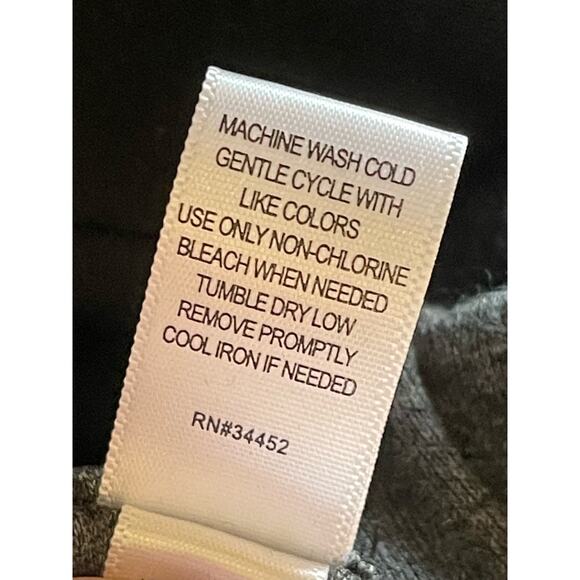 MACHINE WASH COLD
GENTLE CYCLE WITH
LIKE COLORS
USE ONLY NON-CHLORINE
BLEACH WHEN NEEDED
TUMBLE DRY LOW
REMOVE PROMPTLY
COOL IRON IF NEEDED
RN#34452